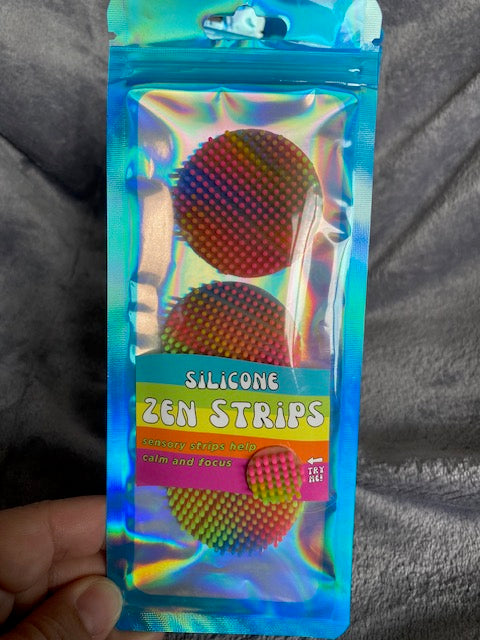 SiLiCONE
ZEN STRiPS
sensory strips help
calm and focus
TRY
ME!